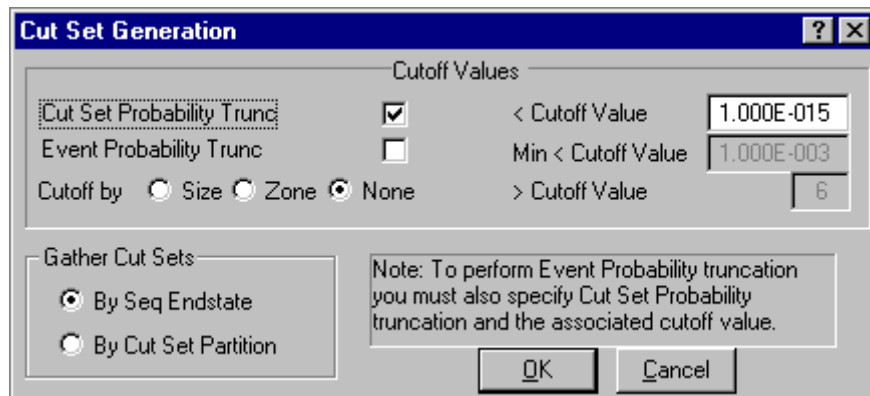 Cut Set Generation
Cutoff Values
Cut Set Probability Trunc < Cutoff Value 1.000E-015
Event Probability Trunc Min < Cutoff Value 1.000E-003
Cutoff by Size Zone None > Cutoff Value 6
Gather Cut Sets
By Seq Endstate
By Cut Set Partition
Note: To perform Event Probability truncation
you must also specify Cut Set Probability
truncation and the associated cutoff value.
OK Cancel